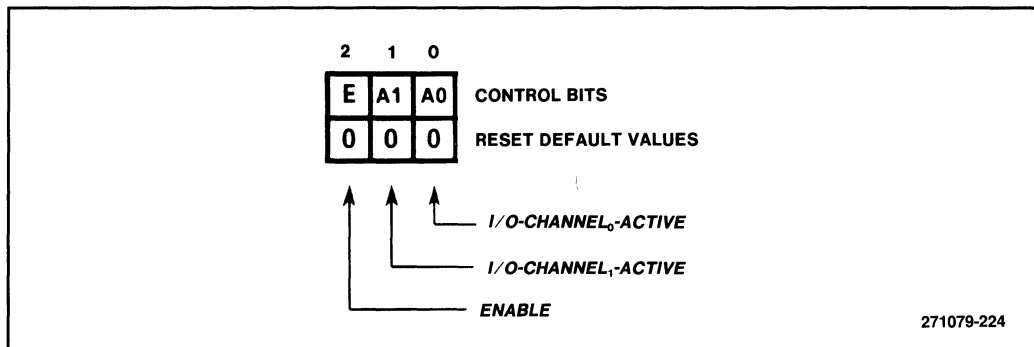 2 1 0
E A1 A0 CONTROL BITS
0 0 0 RESET DEFAULT VALUES
I/O-CHANNEL₀-ACTIVE
I/O-CHANNEL₁-ACTIVE
ENABLE
271079-224